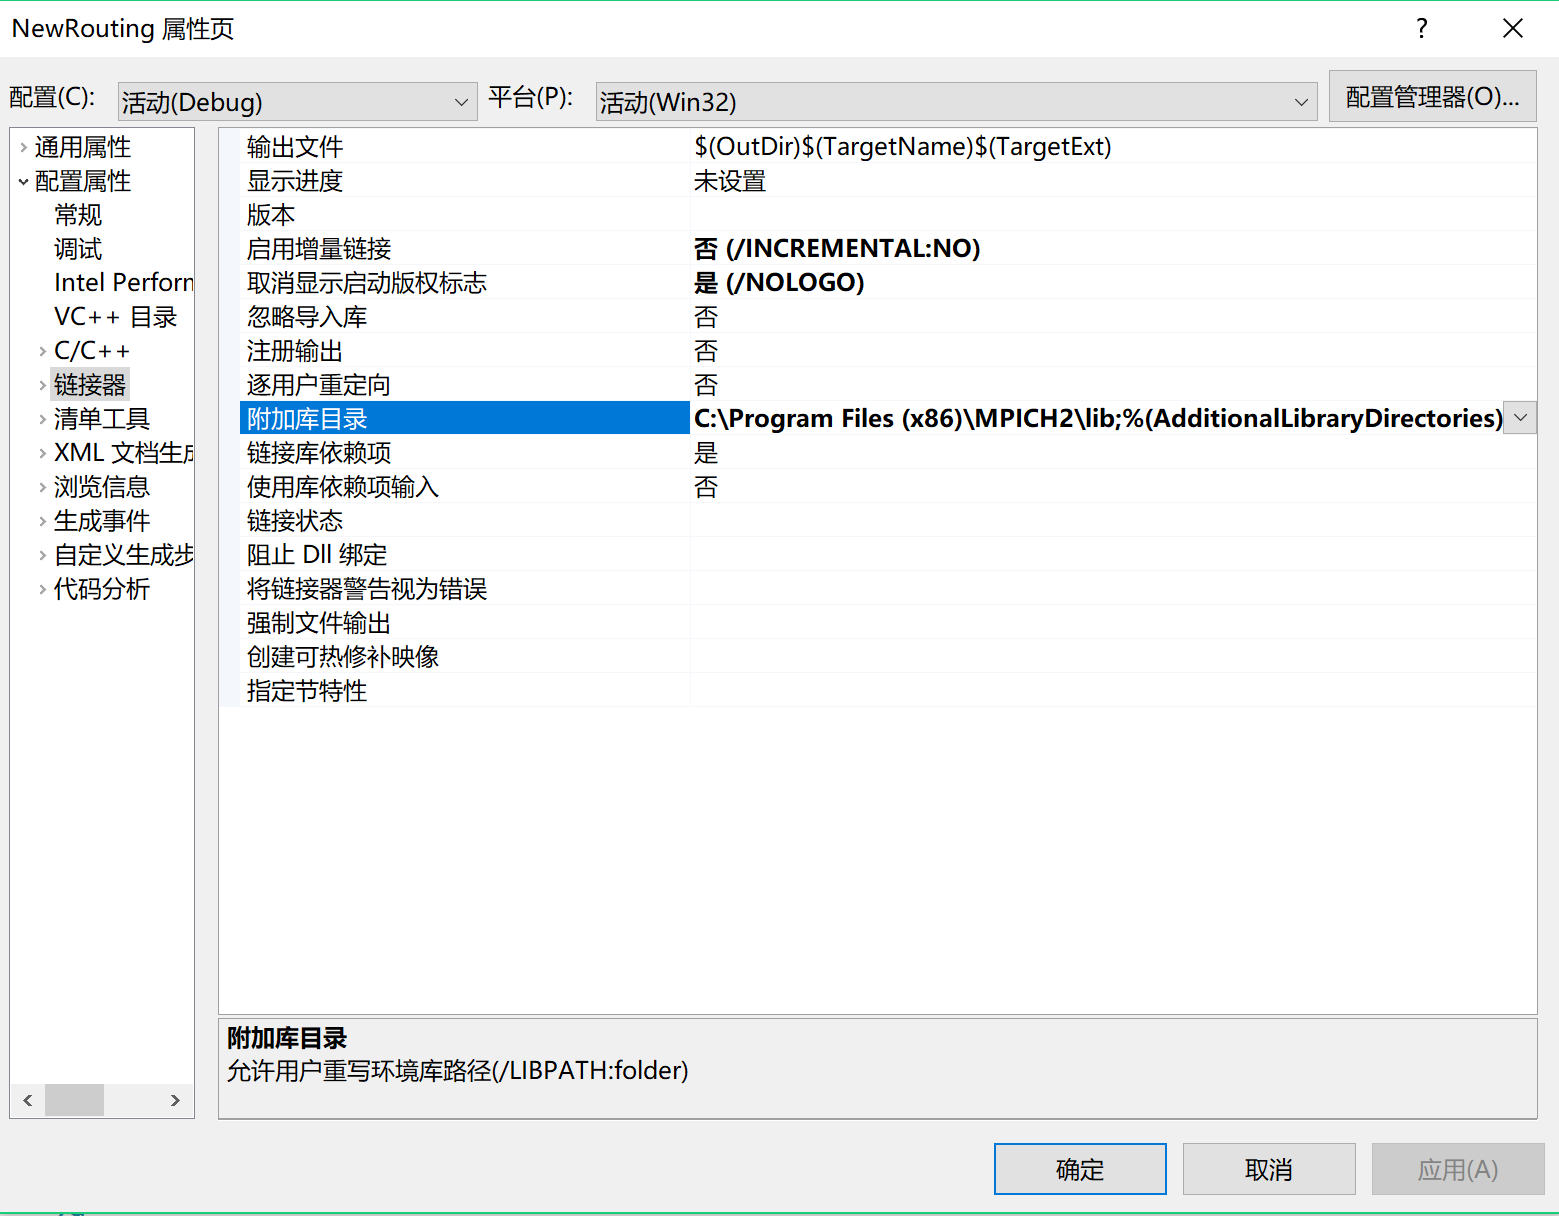 NewRouting 属性页
?
配置(C):
活动(Debug)
平台(P):
活动(Win32)
配置管理器(O)...
通用属性
配置属性
常规
调试
Intel Perforn
VC++ 目录
C/C++
链接器
清单工具
XML 文档生成
浏览信息
生成事件
自定义生成步
代码分析
输出文件 $(OutDir)$(TargetName)$(TargetExt)
显示进度 未设置
版本
启用增量链接 否 (/INCREMENTAL:NO)
取消显示启动版权标志 是 (/NOLOGO)
忽略导入库 否
注册输出 否
逐用户重定向 否
附加库目录 C:\Program Files (x86)\MPICH2\lib;%(AdditionalLibraryDirectories)
链接库依赖项 是
使用库依赖项输入 否
链接状态
阻止 Dll 绑定
将链接器警告视为错误
强制文件输出
创建可热修补映像
指定节特性
附加库目录
允许用户重写环境库路径(/LIBPATH:folder)
确定
取消
应用(A)